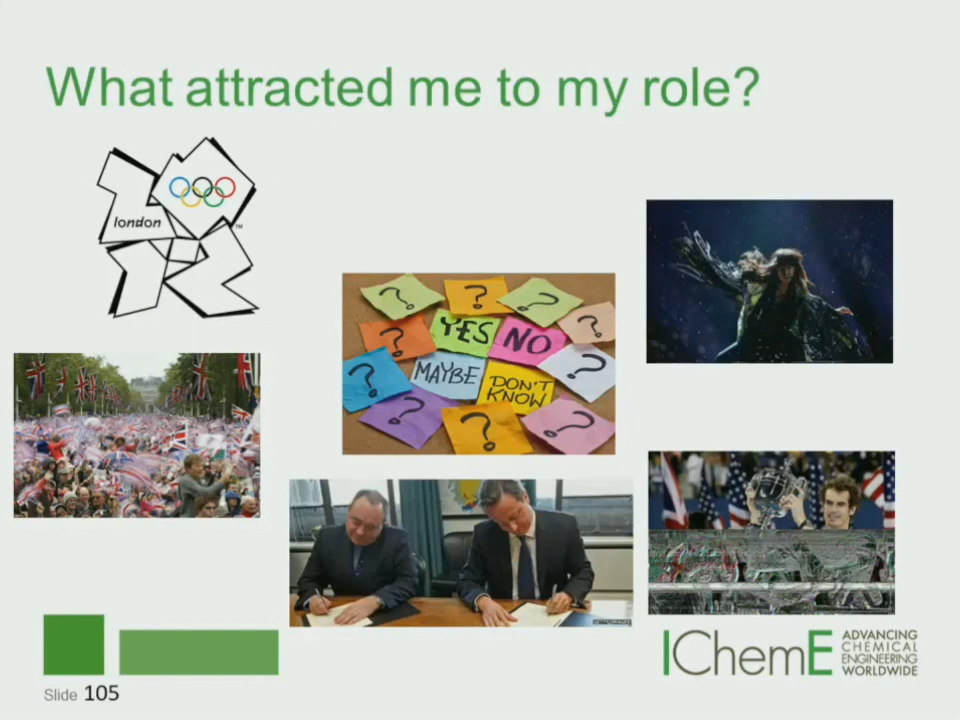 What attracted me to my role?
london
TM
?
?
?
?
?
YES
NO
?
?
MAYBE
DON'T
KNOW
?
?
?
IChemE
ADVANCING
CHEMICAL
ENGINEERING
WORLDWIDE
Slide 105